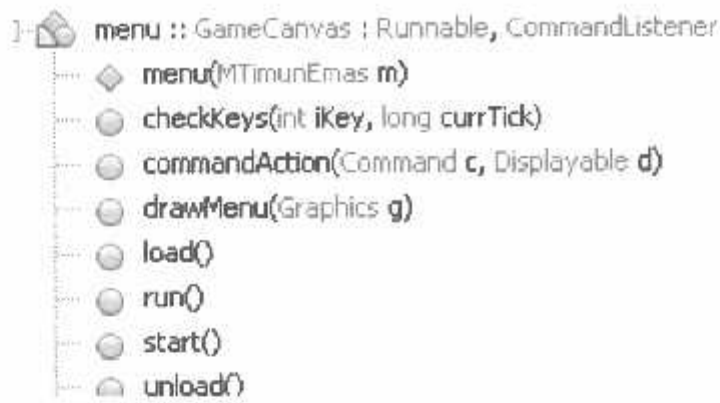 menu :: GameCanvas : Runnable, CommandListener
menu(MTimunEmas m)
checkKeys(int iKey, long currTick)
commandAction(Command c, Displayable d)
drawMenu(Graphics g)
load()
run()
start()
unload()